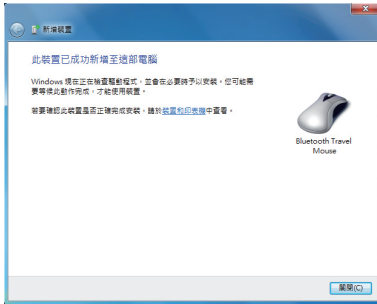 新增裝置
此裝置已成功新增至這部電腦
Windows 現在正在檢查驅動程式，並會在必要時予以安裝。您可能需
要等候此動作完成，才能使用裝置。
若要確認此裝置是否正確完成安裝，請於裝置和印表機中查看。
Bluetooth Travel
Mouse
關閉(C)